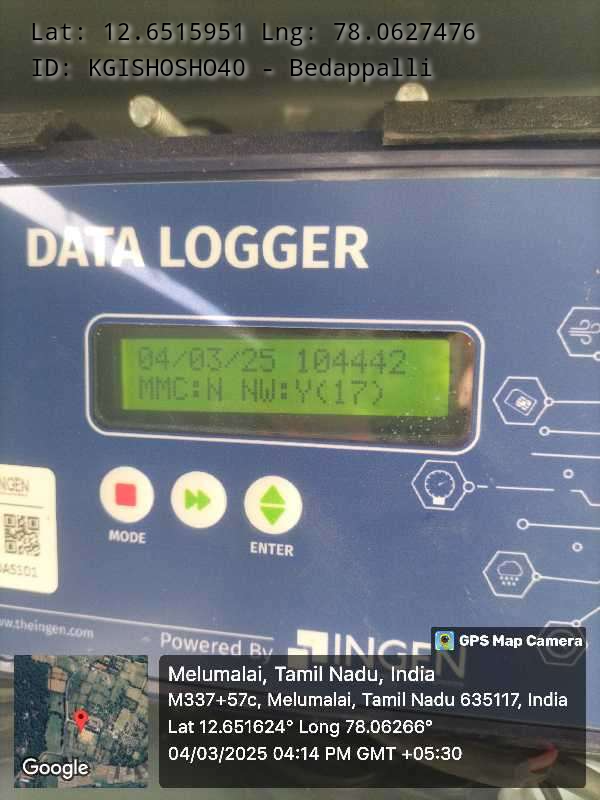 Lat: 12.6515951 Lng: 78.0627476
ID: KGISHOSHO40 - Bedappalli
DATA LOGGER
04/03/25 104442
MMC:N NW:Y(17)
MODE
ENTER
www.theingen.com
Powered By INGEN
GPS Map Camera
Melumalai, Tamil Nadu, India
M337+57c, Melumalai, Tamil Nadu 635117, India
Lat 12.651624° Long 78.06266°
04/03/2025 04:14 PM GMT +05:30
Google